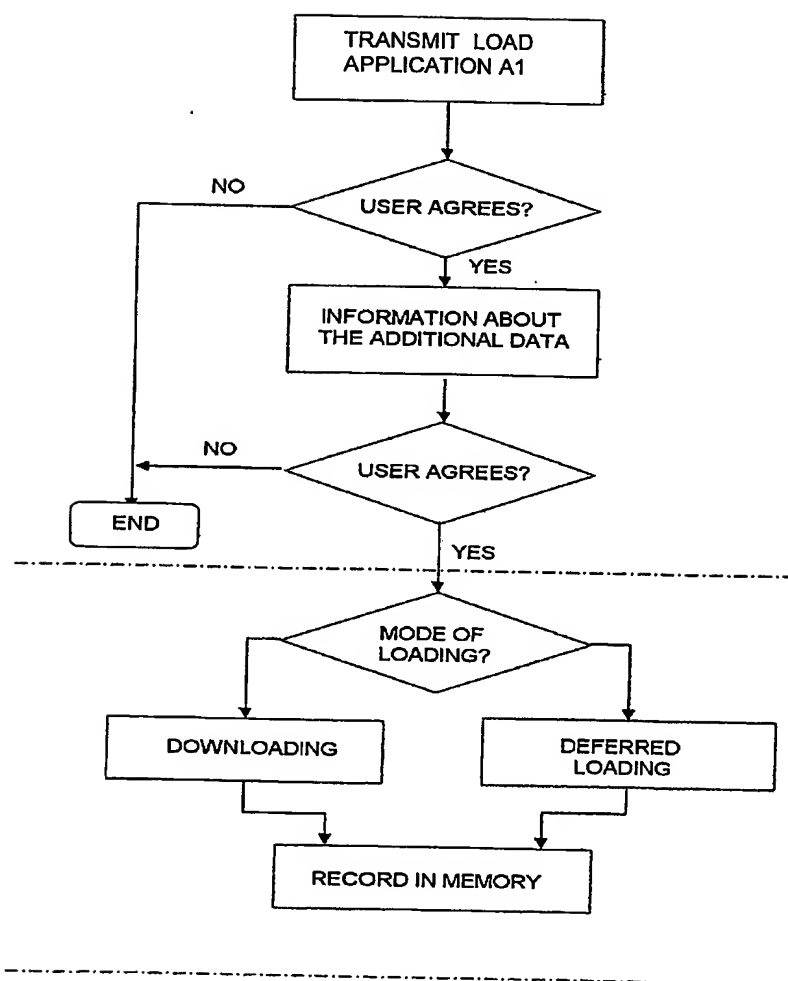 TRANSMIT LOAD
APPLICATION A1
NO
USER AGREES?
YES
INFORMATION ABOUT
THE ADDITIONAL DATA
NO
USER AGREES?
END
YES
MODE OF
LOADING?
DOWNLOADING
DEFERRED
LOADING
RECORD IN MEMORY